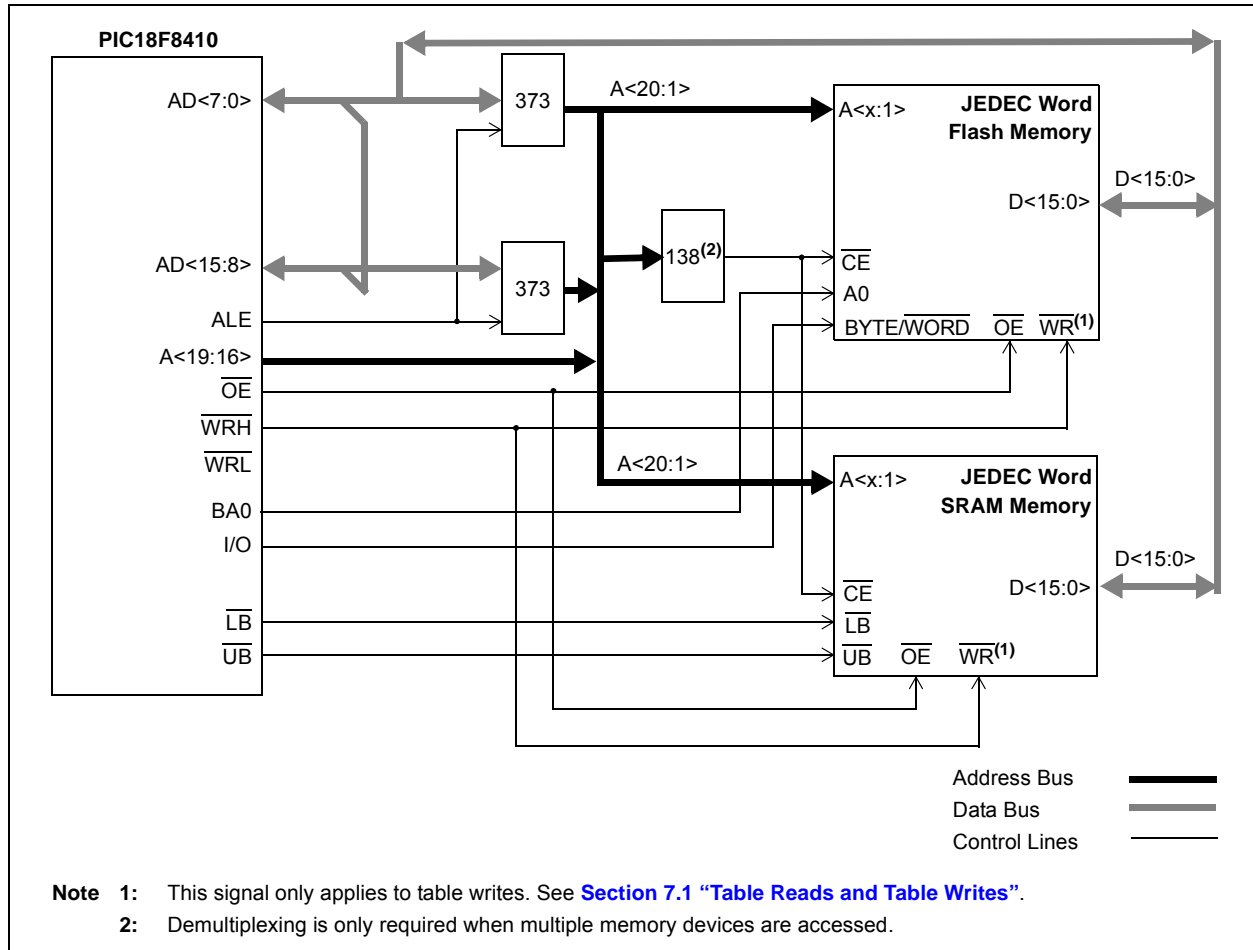 PIC18F8410
AD<7:0>
373
A<20:1>
A<x:1>
JEDEC Word
Flash Memory
D<15:0>
D<15:0>
AD<15:8>
373
138(2)
CE
A0
BYTE/WORD
OE
WR(1)
ALE
A<19:16>
OE
WRH
WRL
BA0
I/O
LB
UB
A<20:1>
A<x:1>
JEDEC Word
SRAM Memory
D<15:0>
D<15:0>
CE
LB
UB
OE
WR(1)
Address Bus
Data Bus
Control Lines
Note 1: This signal only applies to table writes. See Section 7.1 “Table Reads and Table Writes”.
2: Demultiplexing is only required when multiple memory devices are accessed.